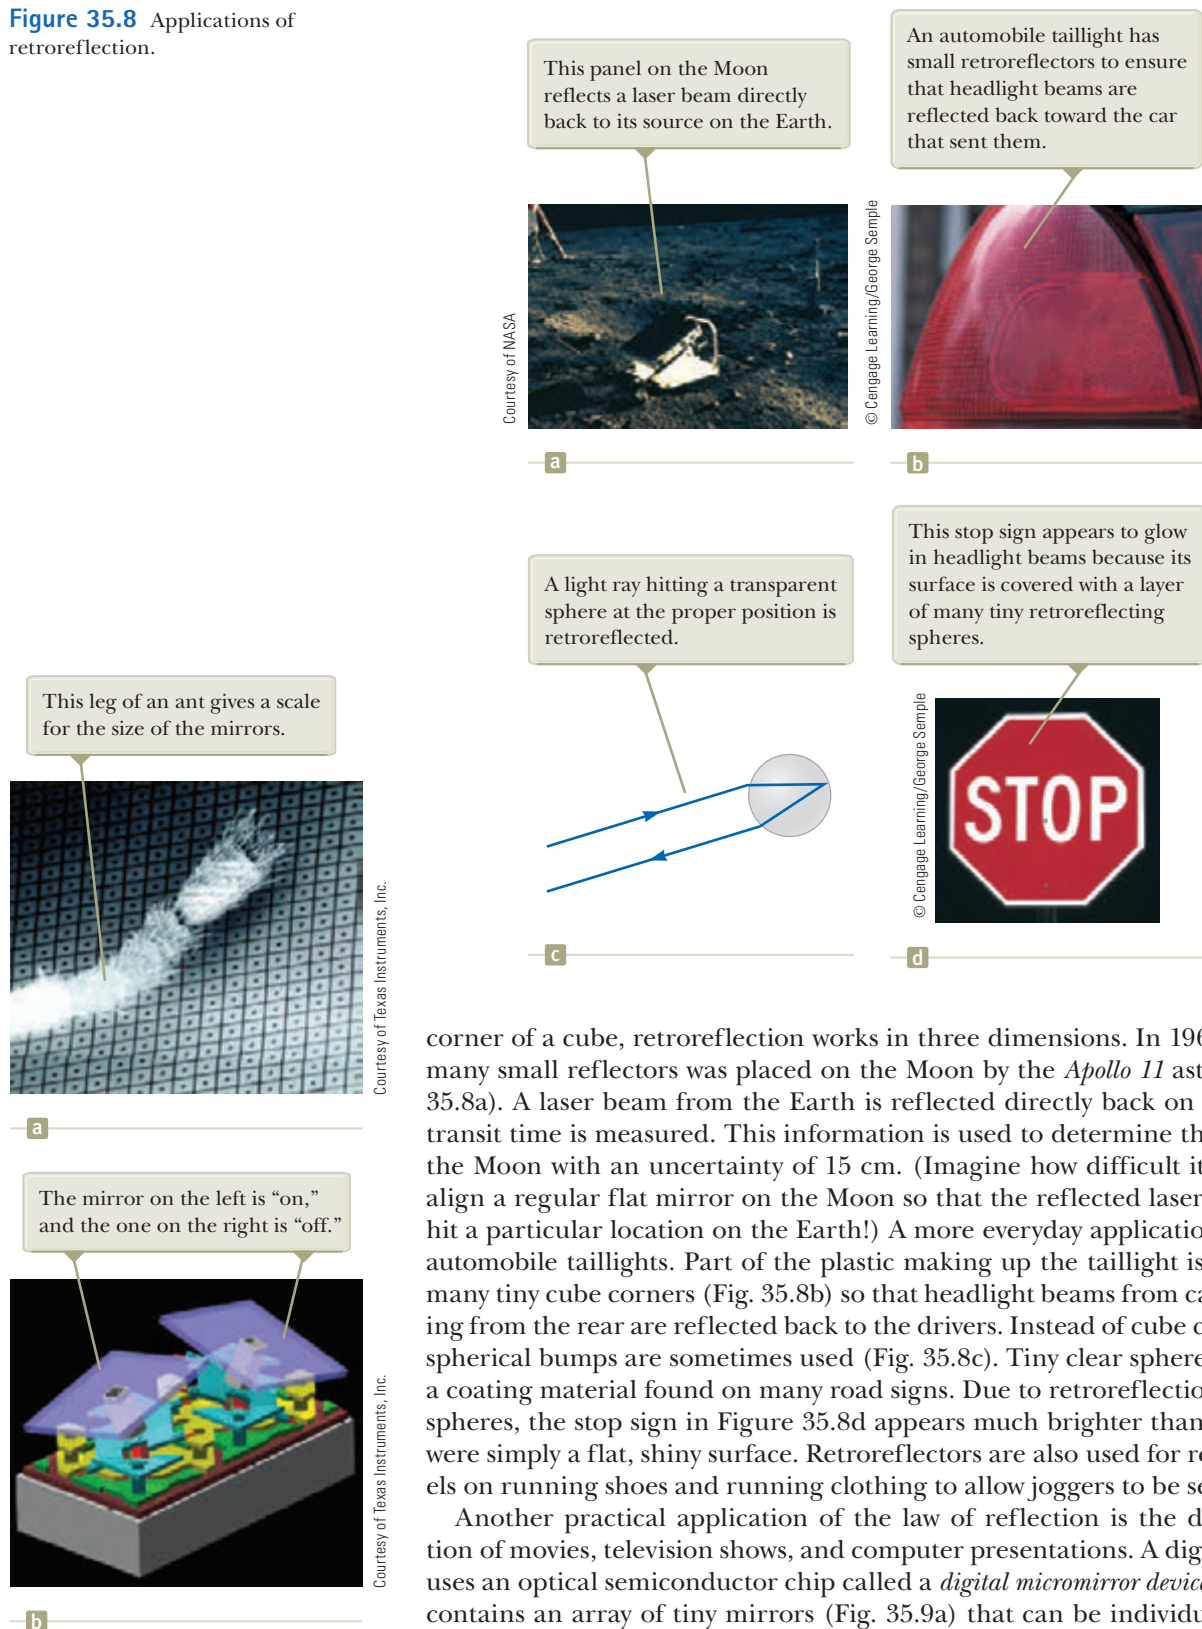 Figure 35.8 Applications of
retroreflection.
This panel on the Moon
reflects a laser beam directly
back to its source on the Earth.
Courtesy of NASA
a
An automobile taillight has
small retroreflectors to ensure
that headlight beams are
reflected back toward the car
that sent them.
© Cengage Learning/George Semple
b
A light ray hitting a transparent
sphere at the proper position is
retroreflected.
c
This stop sign appears to glow
in headlight beams because its
surface is covered with a layer
of many tiny retroreflecting
spheres.
© Cengage Learning/George Semple
STOP
d
This leg of an ant gives a scale
for the size of the mirrors.
Courtesy of Texas Instruments, Inc.
a
The mirror on the left is “on,”
and the one on the right is “off.”
Courtesy of Texas Instruments, Inc.
b
corner of a cube, retroreflection works in three dimensions. In 196
many small reflectors was placed on the Moon by the Apollo 11 ast
35.8a). A laser beam from the Earth is reflected directly back on
transit time is measured. This information is used to determine th
the Moon with an uncertainty of 15 cm. (Imagine how difficult it
align a regular flat mirror on the Moon so that the reflected laser
hit a particular location on the Earth!) A more everyday applicatio
automobile taillights. Part of the plastic making up the taillight is
many tiny cube corners (Fig. 35.8b) so that headlight beams from ca
ing from the rear are reflected back to the drivers. Instead of cube c
spherical bumps are sometimes used (Fig. 35.8c). Tiny clear sphere
a coating material found on many road signs. Due to retroreflectio
spheres, the stop sign in Figure 35.8d appears much brighter than
were simply a flat, shiny surface. Retroreflectors are also used for re
els on running shoes and running clothing to allow joggers to be se
Another practical application of the law of reflection is the d
tion of movies, television shows, and computer presentations. A dig
uses an optical semiconductor chip called a digital micromirror device
contains an array of tiny mirrors (Fig. 35.9a) that can be individu